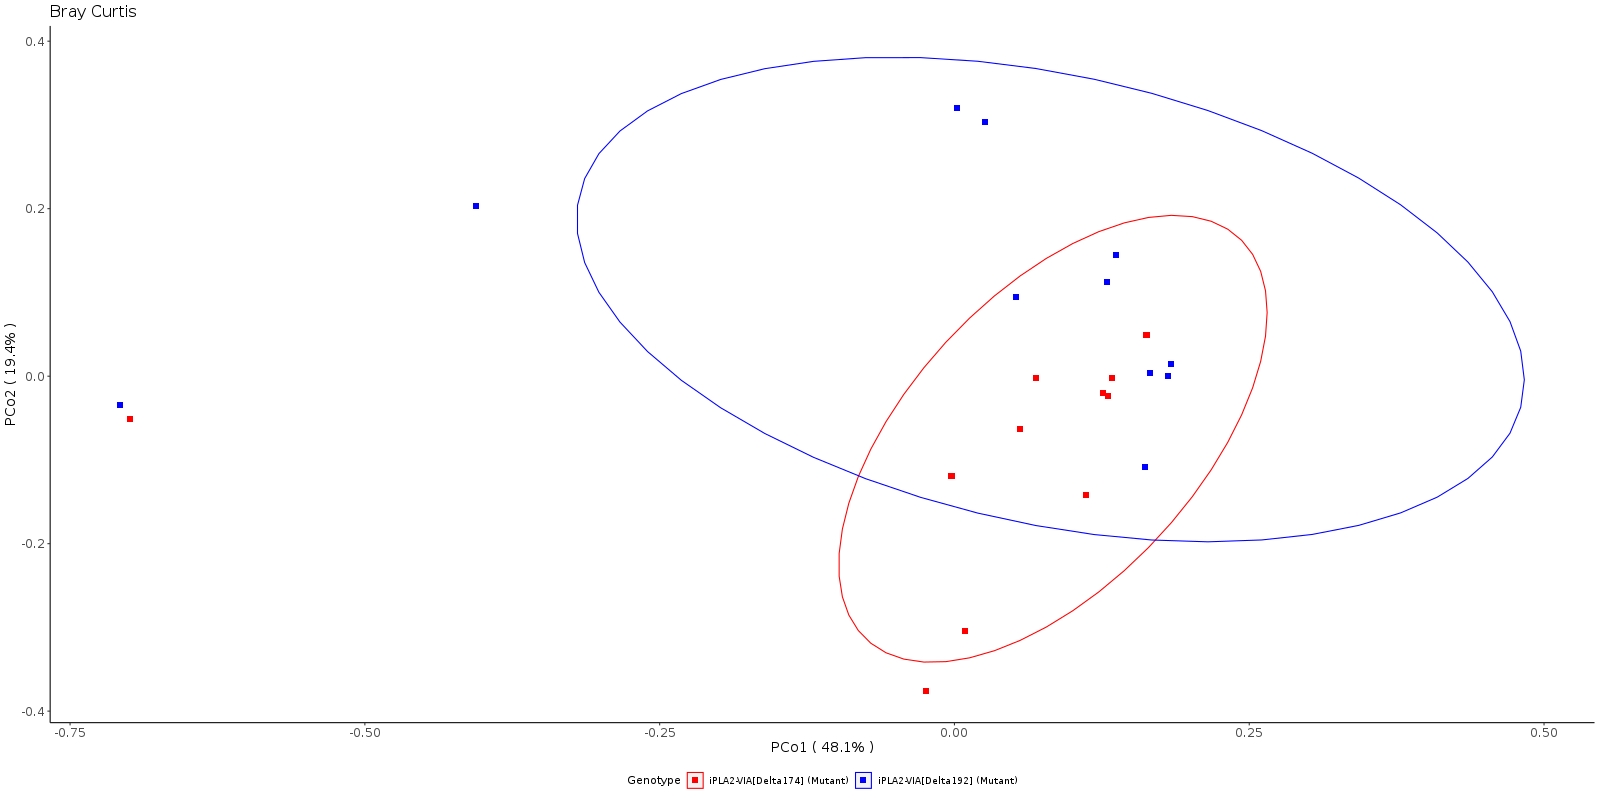 Bray Curtis
0.4
0.2
0.0
-0.2
-0.4
PCo2 ( 19.4% )
-0.75 -0.50 -0.25 0.00 0.25 0.50
PCo1 ( 48.1% )
Genotype iPLA2-VIA[Delta174] (Mutant) iPLA2-VIA[Delta192] (Mutant)